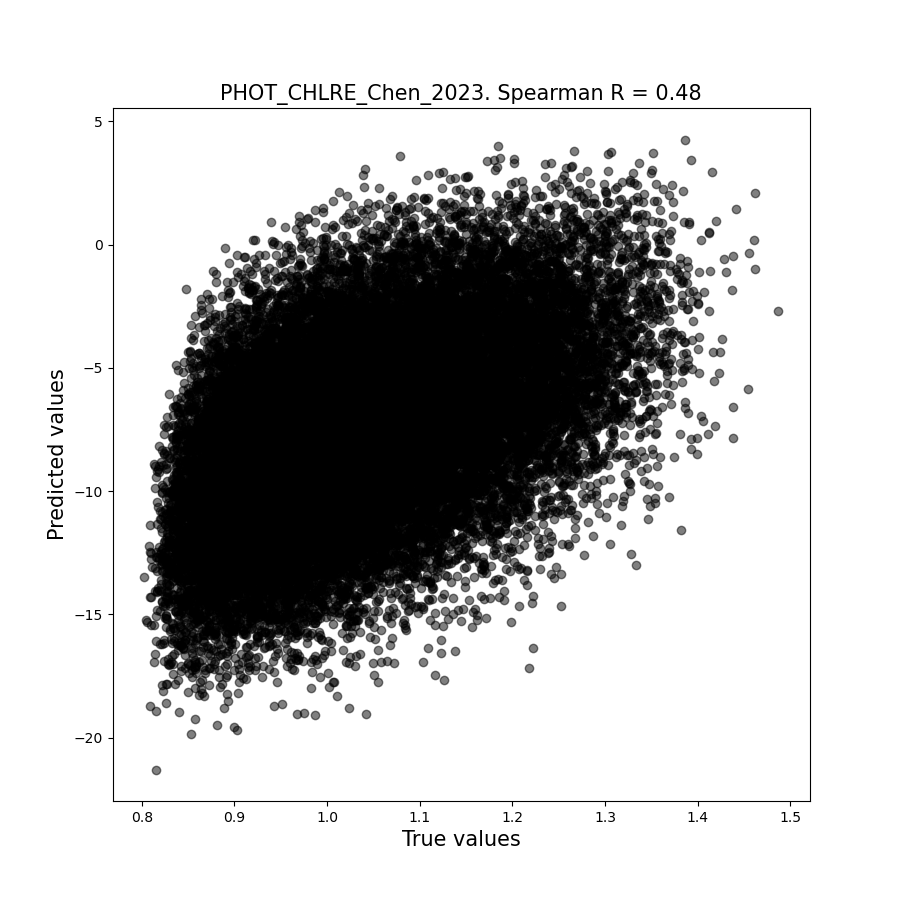 PHOT_CHLRE_Chen_2023. Spearman R = 0.48
5
0
−5
−10
−15
−20
Predicted values
0.8 0.9 1.0 1.1 1.2 1.3 1.4 1.5
True values